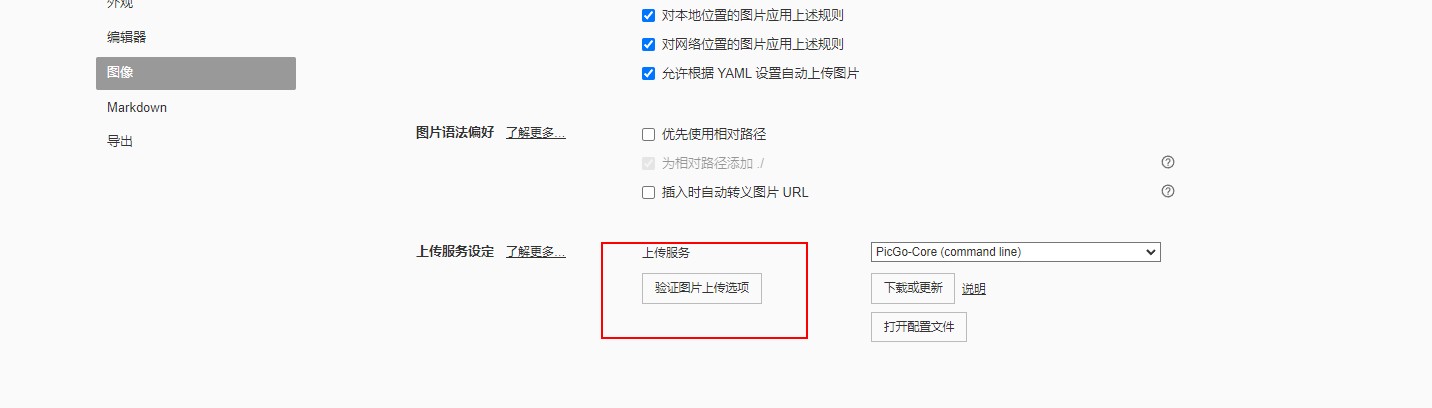 外观
对本地位置的图片应用上述规则
编辑器
对网络位置的图片应用上述规则
图像
允许根据 YAML 设置自动上传图片
Markdown
图片语法偏好 了解更多... 优先使用相对路径
导出
为相对路径添加 ./
插入时自动转义图片 URL
上传服务设定 了解更多... 上传服务 PicGo-Core (command line)
验证图片上传选项 下载或更新 说明
打开配置文件